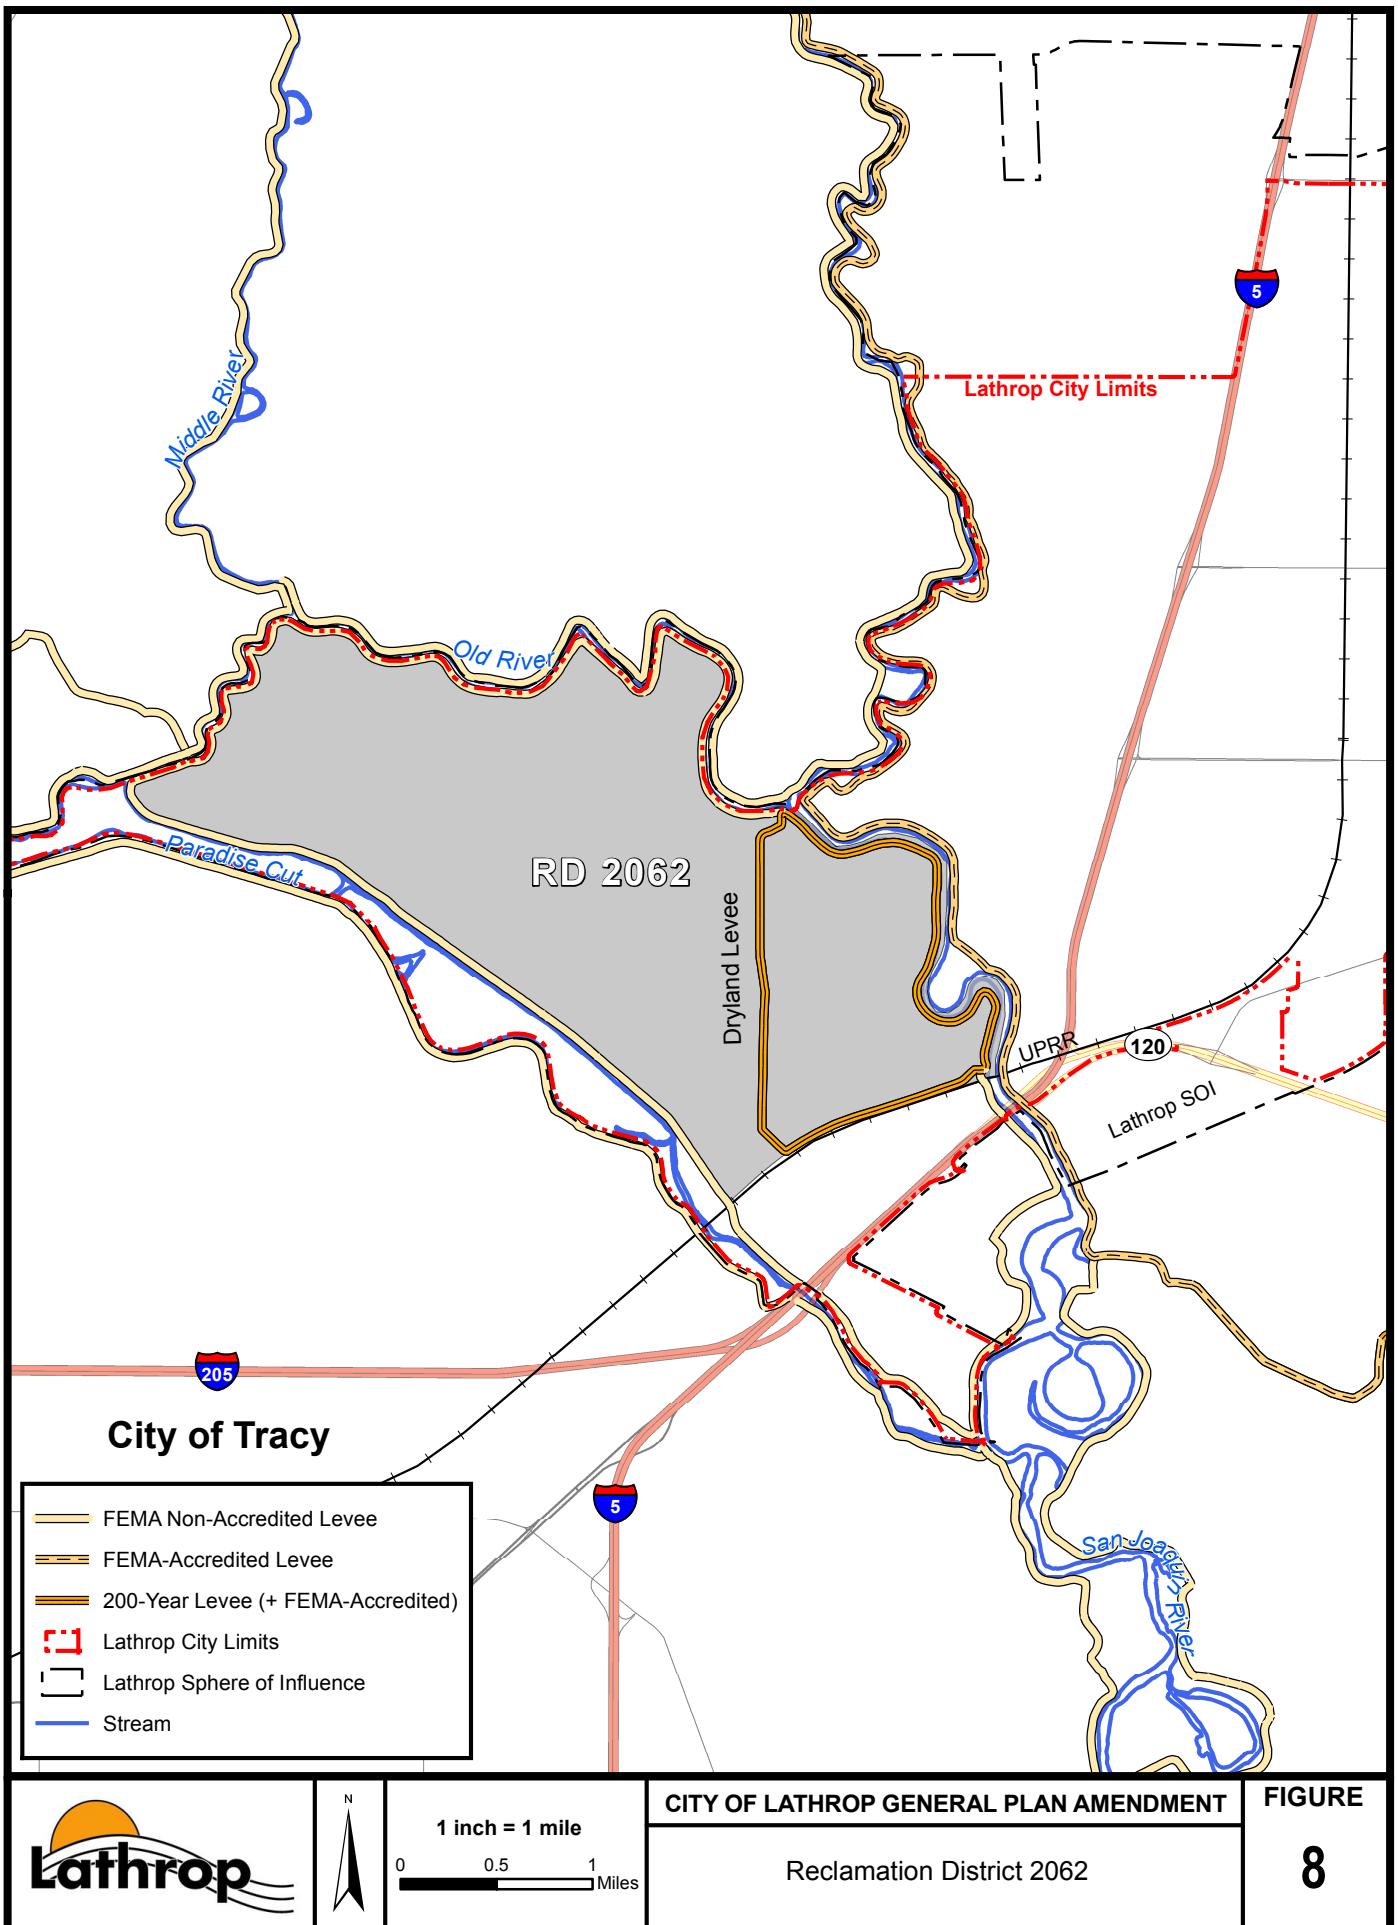 5
Lathrop City Limits
Middle River
Old River
Paradise Cut
RD 2062
Dryland Levee
UPRR
120
Lathrop SOI
205
City of Tracy
5
San Joaquin River
FEMA Non-Accredited Levee
FEMA-Accredited Levee
200-Year Levee (+ FEMA-Accredited)
Lathrop City Limits
Lathrop Sphere of Influence
Stream
Lathrop
N
1 inch = 1 mile
0 0.5 1
Miles
CITY OF LATHROP GENERAL PLAN AMENDMENT
Reclamation District 2062
FIGURE
8